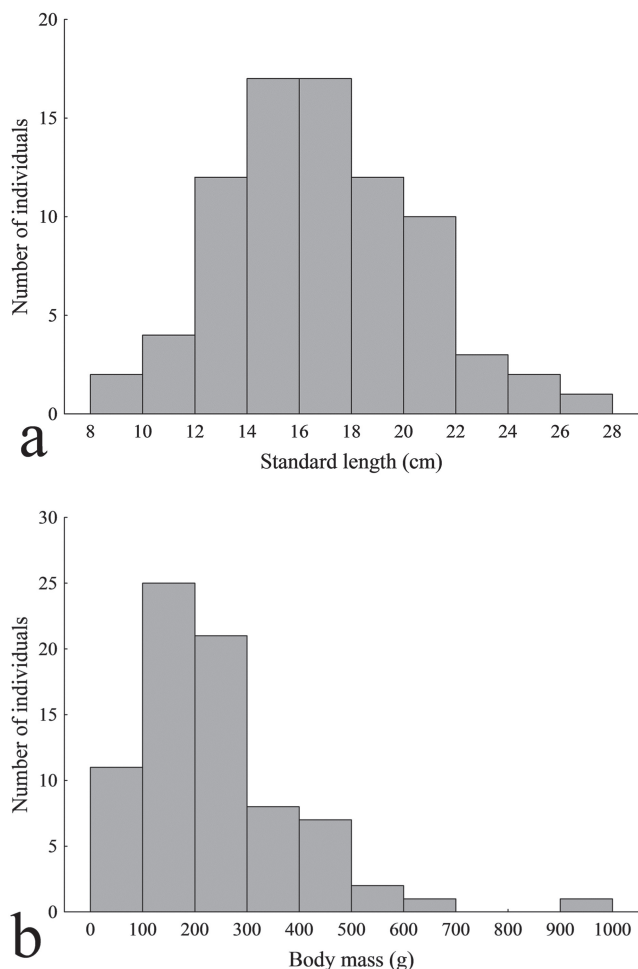 20
15
10
5
0
Number of individuals
8 10 12 14 16 18 20 22 24 26 28
Standard length (cm)
a
30
25
20
15
10
5
0
Number of individuals
0 100 200 300 400 500 600 700 800 900 1000
Body mass (g)
b